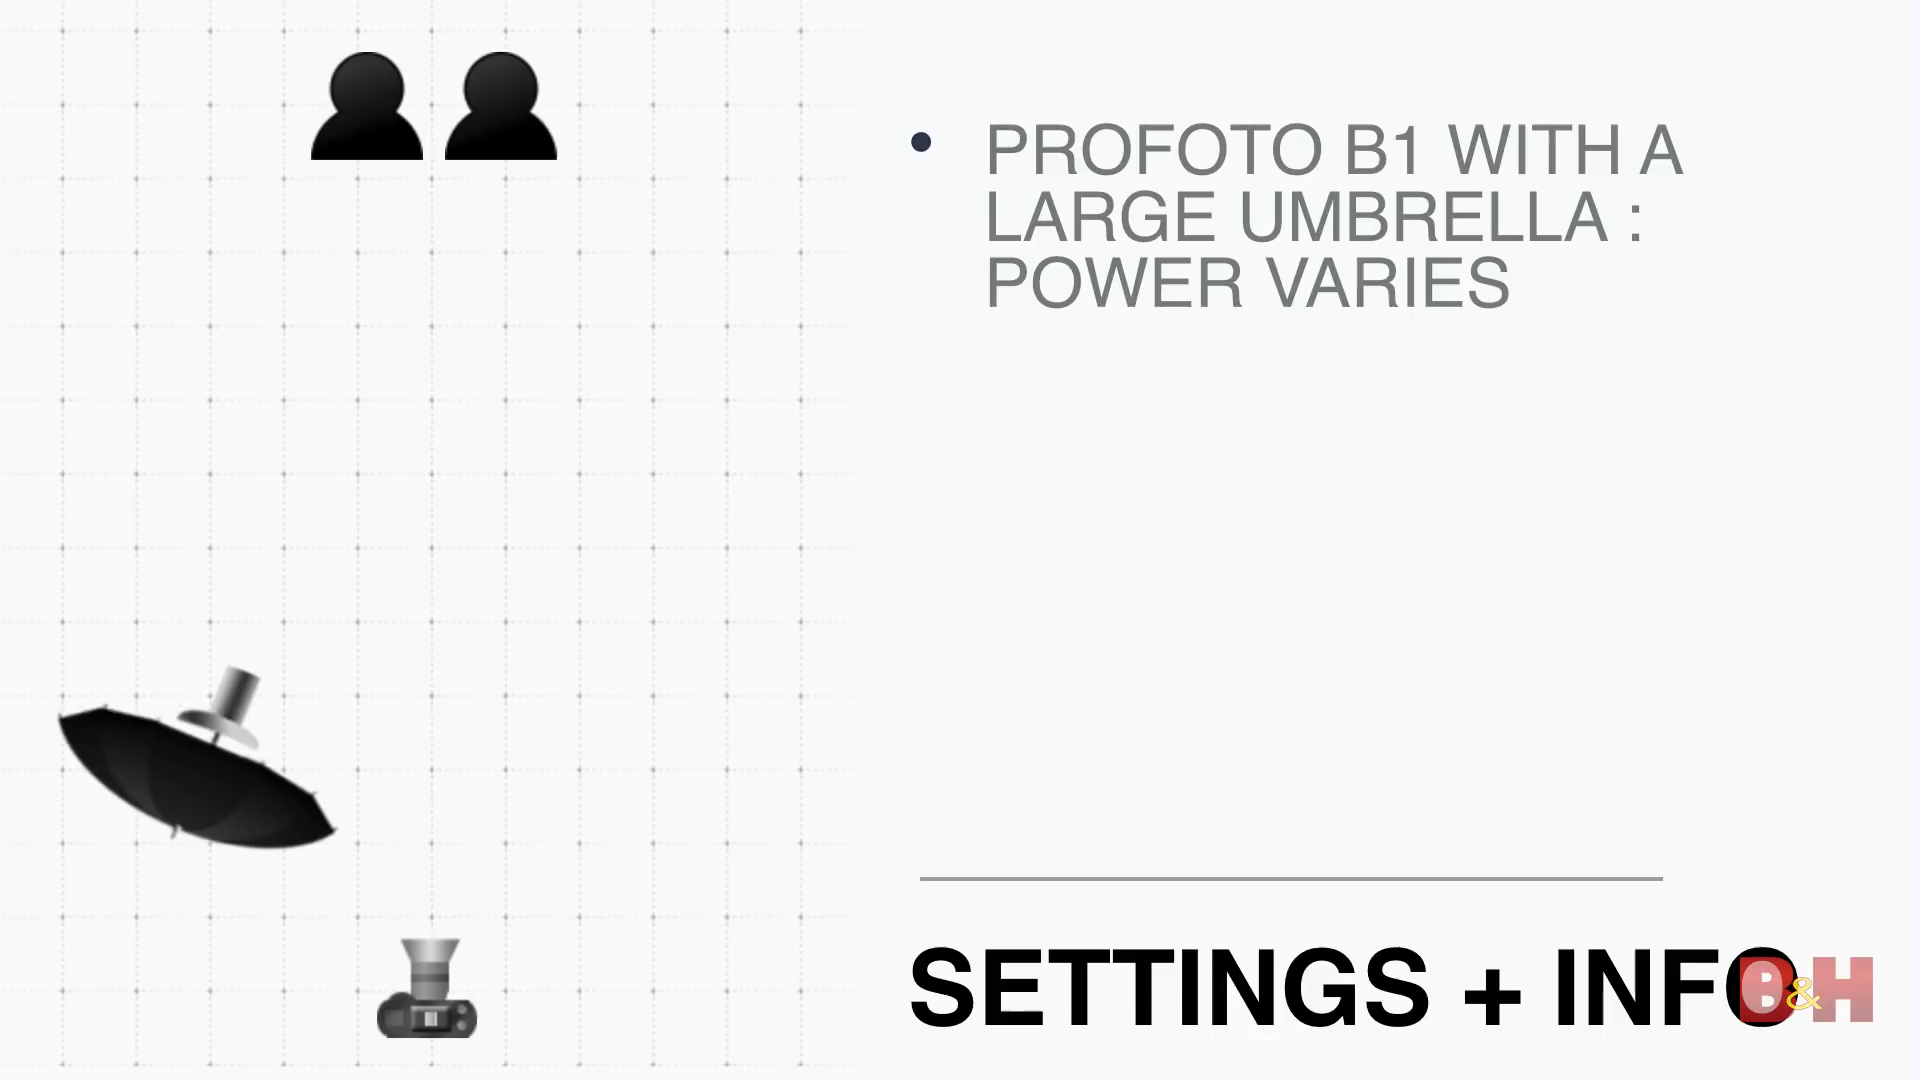 • PROFOTO B1 WITH A
LARGE UMBRELLA :
POWER VARIES
SETTINGS + INFO
B&H